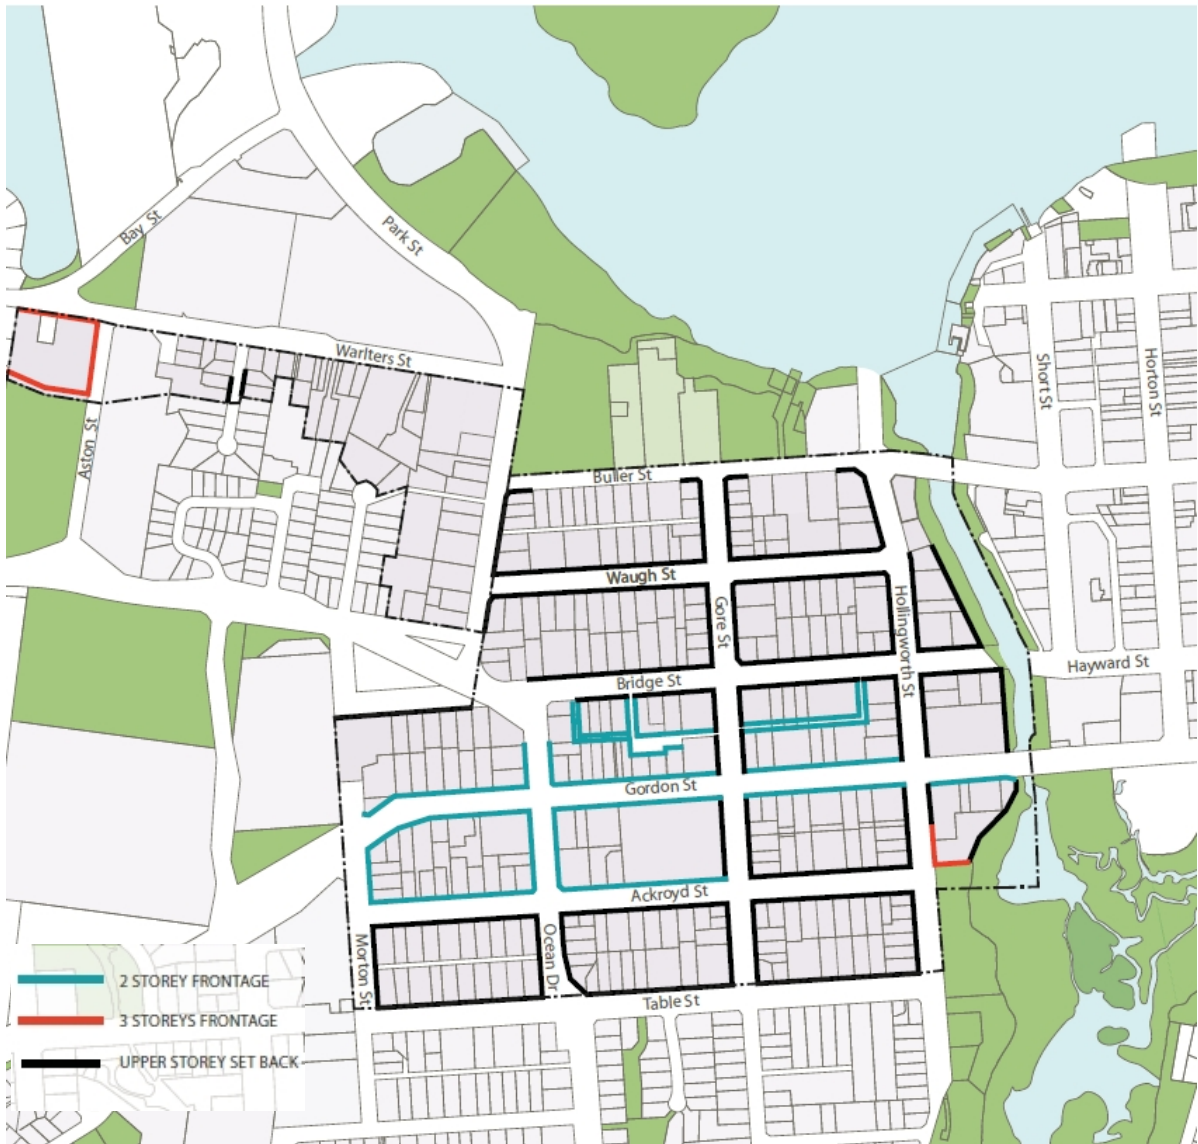 Bay St
Park St
Warlters St
Short St
Horton St
Aston St
Buller St
Waugh St
Gore St
Hollingworth St
Hayward St
Bridge St
Gordon St
Ackroyd St
Morton St
Ocean Dr
Table St
2 STOREY FRONTAGE
3 STOREYS FRONTAGE
UPPER STOREY SET BACK